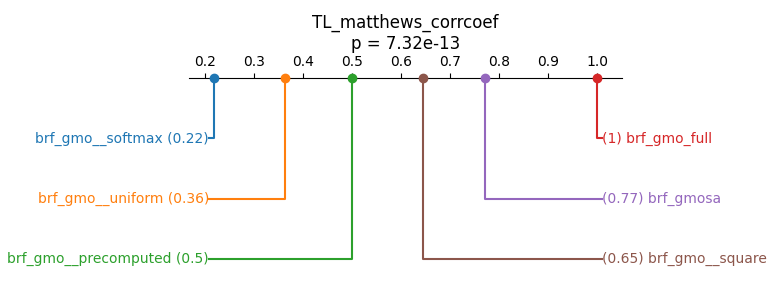 TL_matthews_corrcoef
p = 7.32e-13
0.2 0.3 0.4 0.5 0.6 0.7 0.8 0.9 1.0
brf_gmo__softmax (0.22)
(1) brf_gmo_full
brf_gmo__uniform (0.36)
(0.77) brf_gmosa
brf_gmo__precomputed (0.5)
(0.65) brf_gmo__square